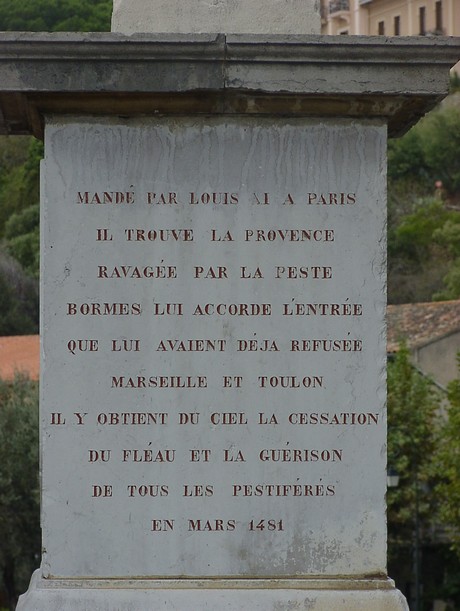 MANDÉ PAR LOUIS XI A PARIS
IL TROUVE LA PROVENCE
RAVAGÉE PAR LA PESTE
BORMES LUI ACCORDE L'ENTRÉE
QUE LUI AVAIENT DÉJA REFUSÉE
MARSEILLE ET TOULON
IL Y OBTIENT DU CIEL LA CESSATION
DU FLÉAU ET LA GUÉRISON
DE TOUS LES PESTIFÉRÉS
EN MARS 1481